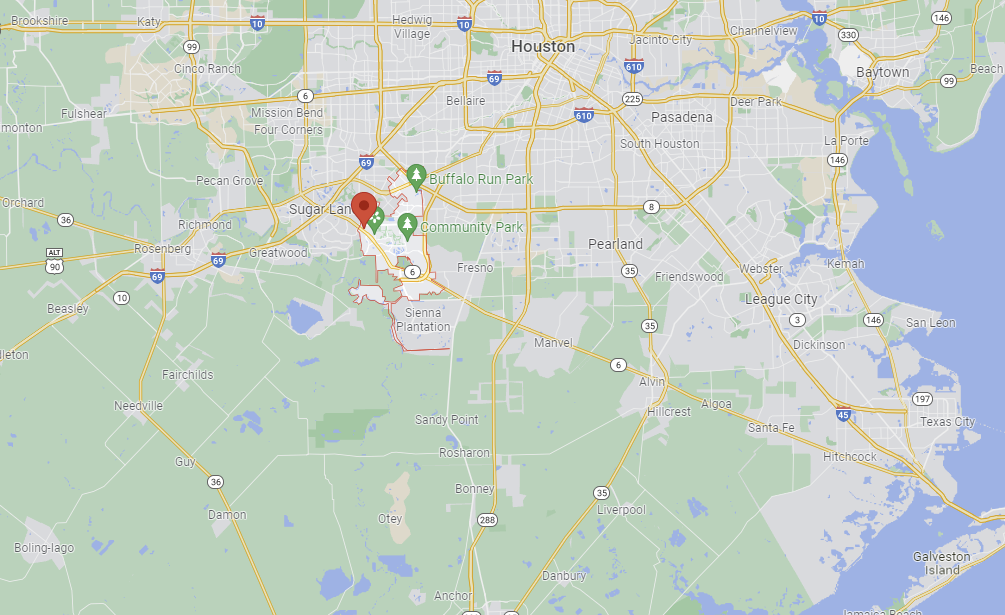 Brookshire
Katy
10
Hedwig
Village
10
Houston
10
146
330
Channelview
Jacinto City
99
Cinco Ranch
69
610
Baytown
Beach
99
6
Bellaire
225
Deer Park
Fulshear
Mission Bend
610
Pasadena
monton
Four Corners
South Houston
La Porte
69
146
Pecan Grove
Buffalo Run Park
Orchard
Sugar Lan
8
36
Richmond
Community Park
Rosenberg
Greatwood
Pearland
ALT
90
69
69
6
Fresno
35
Friendswood
Webster
Kemah
10
Beasley
Sienna
Plantation
League City
3
146
San Leon
35
Manvel
Dickinson
lleton
6
Fairchilds
Alvin
Needville
Hillcrest
Algoa
197
45
Sandy Point
Santa Fe
Texas City
Rosharon
Hitchcock
Guy
36
Bonney
35
Damon
Otey
288
Liverpool
Boling-Iago
Galveston
Island
Danbury
Anchor
Jamaica Beach